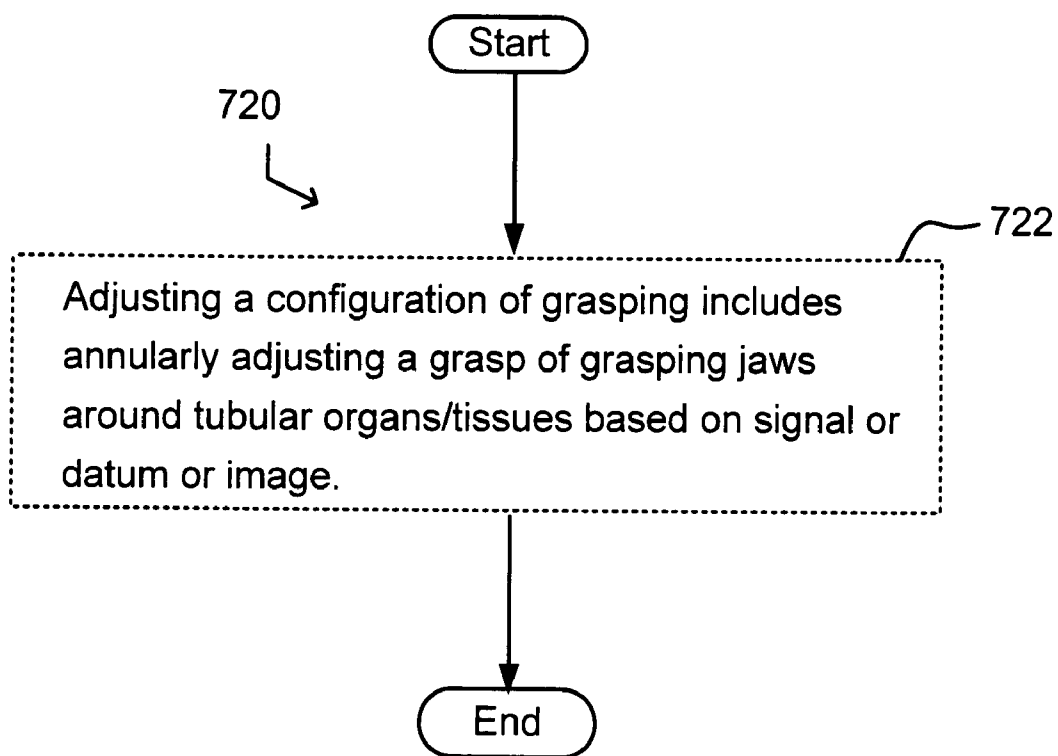 Start
720
722
Adjusting a configuration of grasping includes
annularly adjusting a grasp of grasping jaws
around tubular organs/tissues based on signal or
datum or image.
End